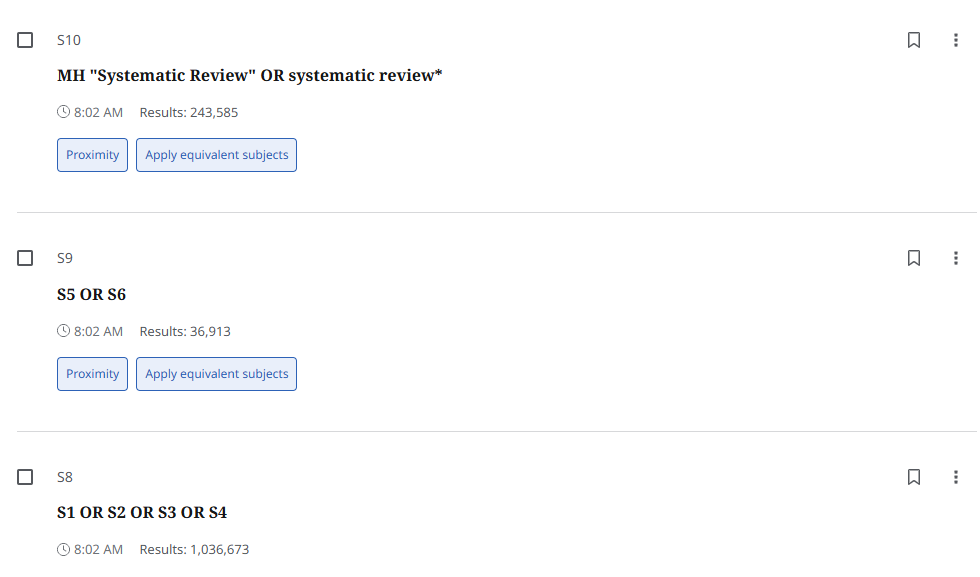 S10
MH "Systematic Review" OR systematic review*
8:02 AM Results: 243,585
Proximity Apply equivalent subjects
S9
S5 OR S6
8:02 AM Results: 36,913
Proximity Apply equivalent subjects
S8
S1 OR S2 OR S3 OR S4
8:02 AM Results: 1,036,673